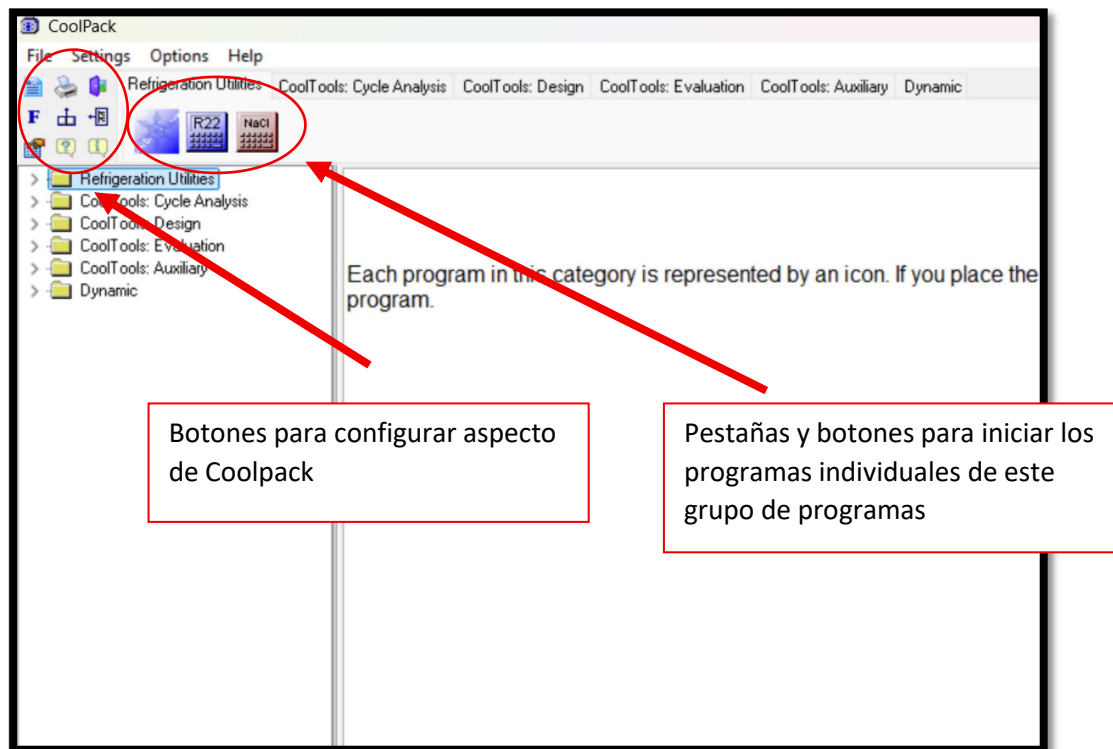 CoolPack
File Settings Options Help
Refrigeration Utilities CoolTools: Cycle Analysis CoolTools: Design CoolTools: Evaluation CoolTools: Auxiliary Dynamic
F
R22 NaCl
Refrigeration Utilities
CoolTools: Cycle Analysis
CoolTools: Design
CoolTools: Evaluation
CoolTools: Auxiliary
Dynamic
Each program in this category is represented by an icon. If you place the
program.
Botones para configurar aspecto
de Coolpack
Pestañas y botones para iniciar los
programas individuales de este
grupo de programas